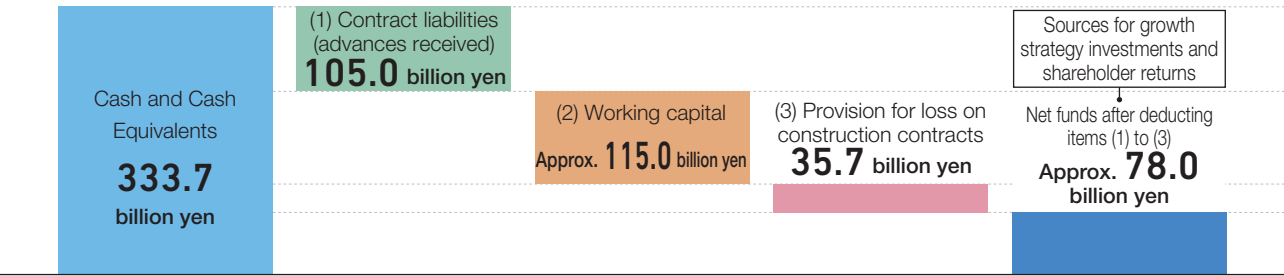 Cash and Cash
Equivalents
333.7
billion yen
(1) Contract liabilities
(advances received)
105.0 billion yen
(2) Working capital
Approx. 115.0 billion yen
(3) Provision for loss on
construction contracts
35.7 billion yen
Sources for growth
strategy investments and
shareholder returns
Net funds after deducting
items (1) to (3)
Approx. 78.0
billion yen